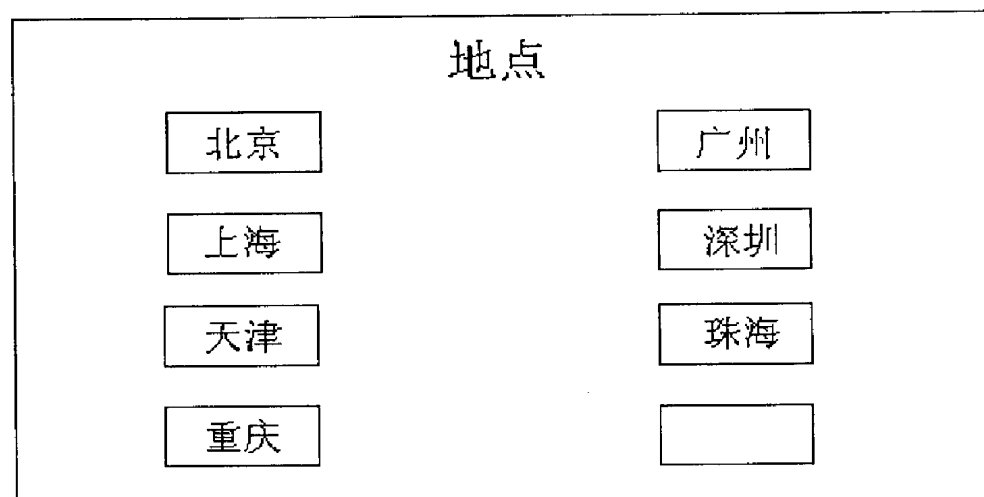 地点
北京 广州
上海 深圳
天津 珠海
重庆